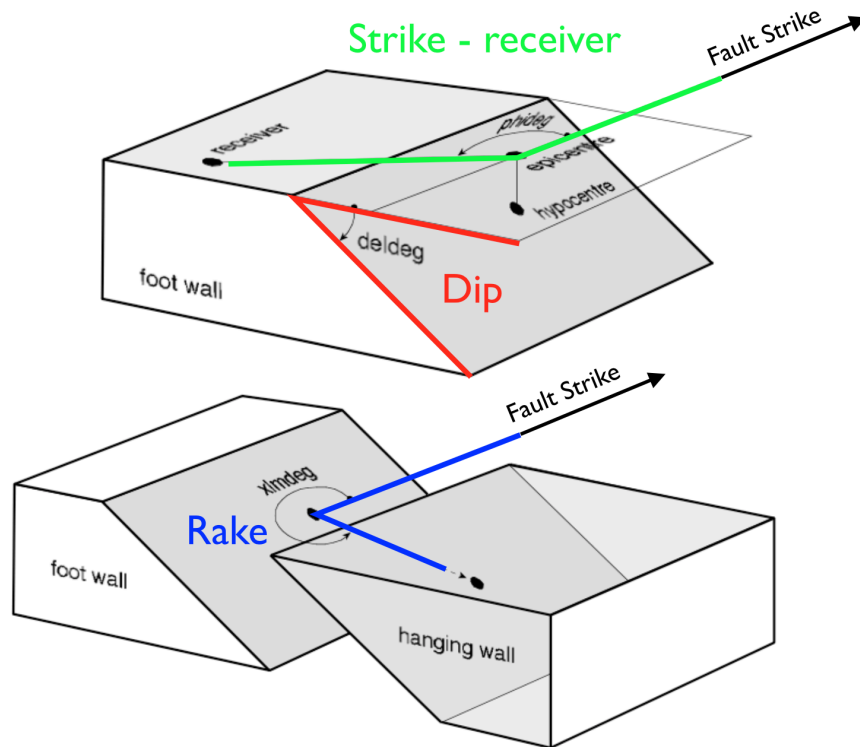 Strike - receiver
Fault Strike
receiver
phideg
epicentre
hypocentre
deldeg
foot wall
Dip
Fault Strike
xlmdeg
Rake
foot wall
hanging wall